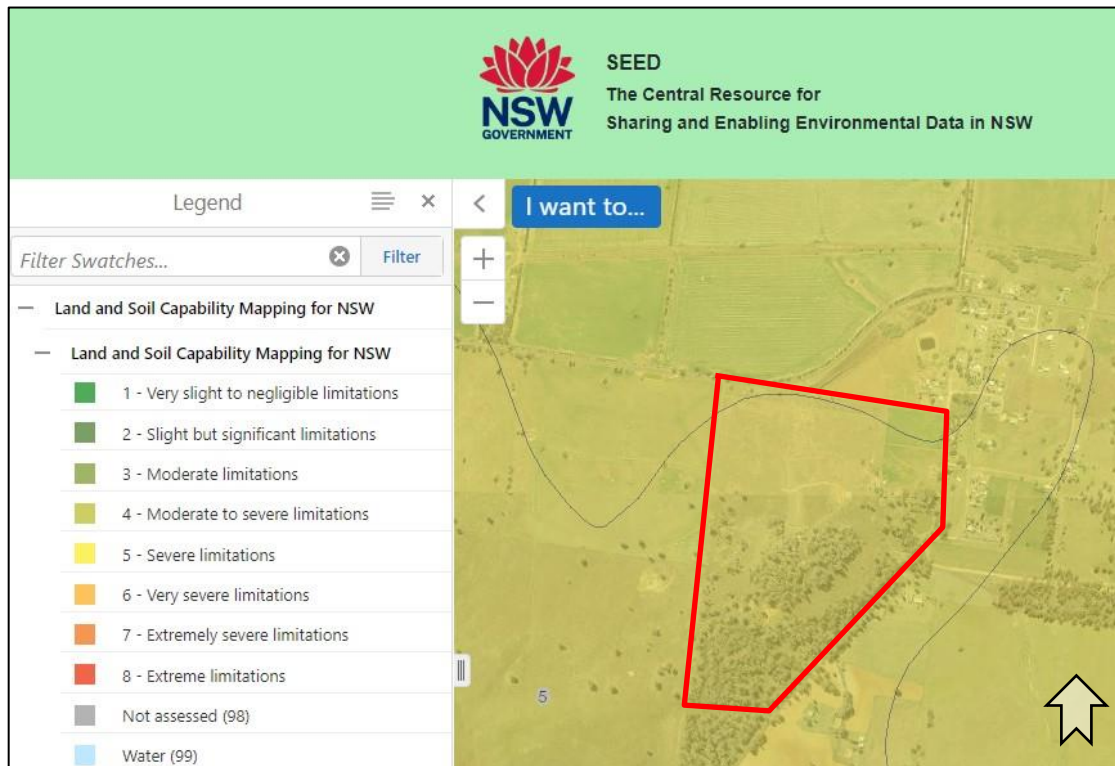 NSW
GOVERNMENT
SEED
The Central Resource for
Sharing and Enabling Environmental Data in NSW
Legend
I want to...
Filter Swatches...
Filter
Land and Soil Capability Mapping for NSW
Land and Soil Capability Mapping for NSW
1 - Very slight to negligible limitations
2 - Slight but significant limitations
3 - Moderate limitations
4 - Moderate to severe limitations
5 - Severe limitations
6 - Very severe limitations
7 - Extremely severe limitations
8 - Extreme limitations
Not assessed (98)
Water (99)
5